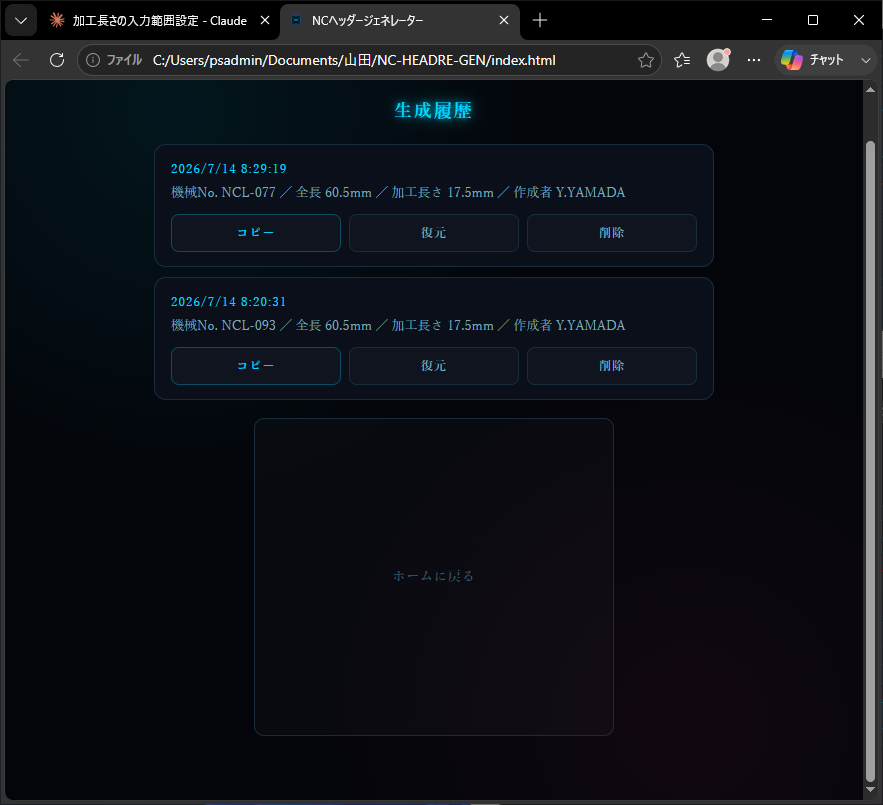 加工長さの入力範囲設定 - Claude
NCヘッダージェネレーター
ファイル C:/Users/psadmin/Documents/山田/NC-HEADRE-GEN/index.html
チャット
生成履歴
2026/7/14 8:29:19
機械No. NCL-077 ／ 全長 60.5mm ／ 加工長さ 17.5mm ／ 作成者 Y.YAMADA
コピー 復元 削除
2026/7/14 8:20:31
機械No. NCL-093 ／ 全長 60.5mm ／ 加工長さ 17.5mm ／ 作成者 Y.YAMADA
コピー 復元 削除
ホームに戻る